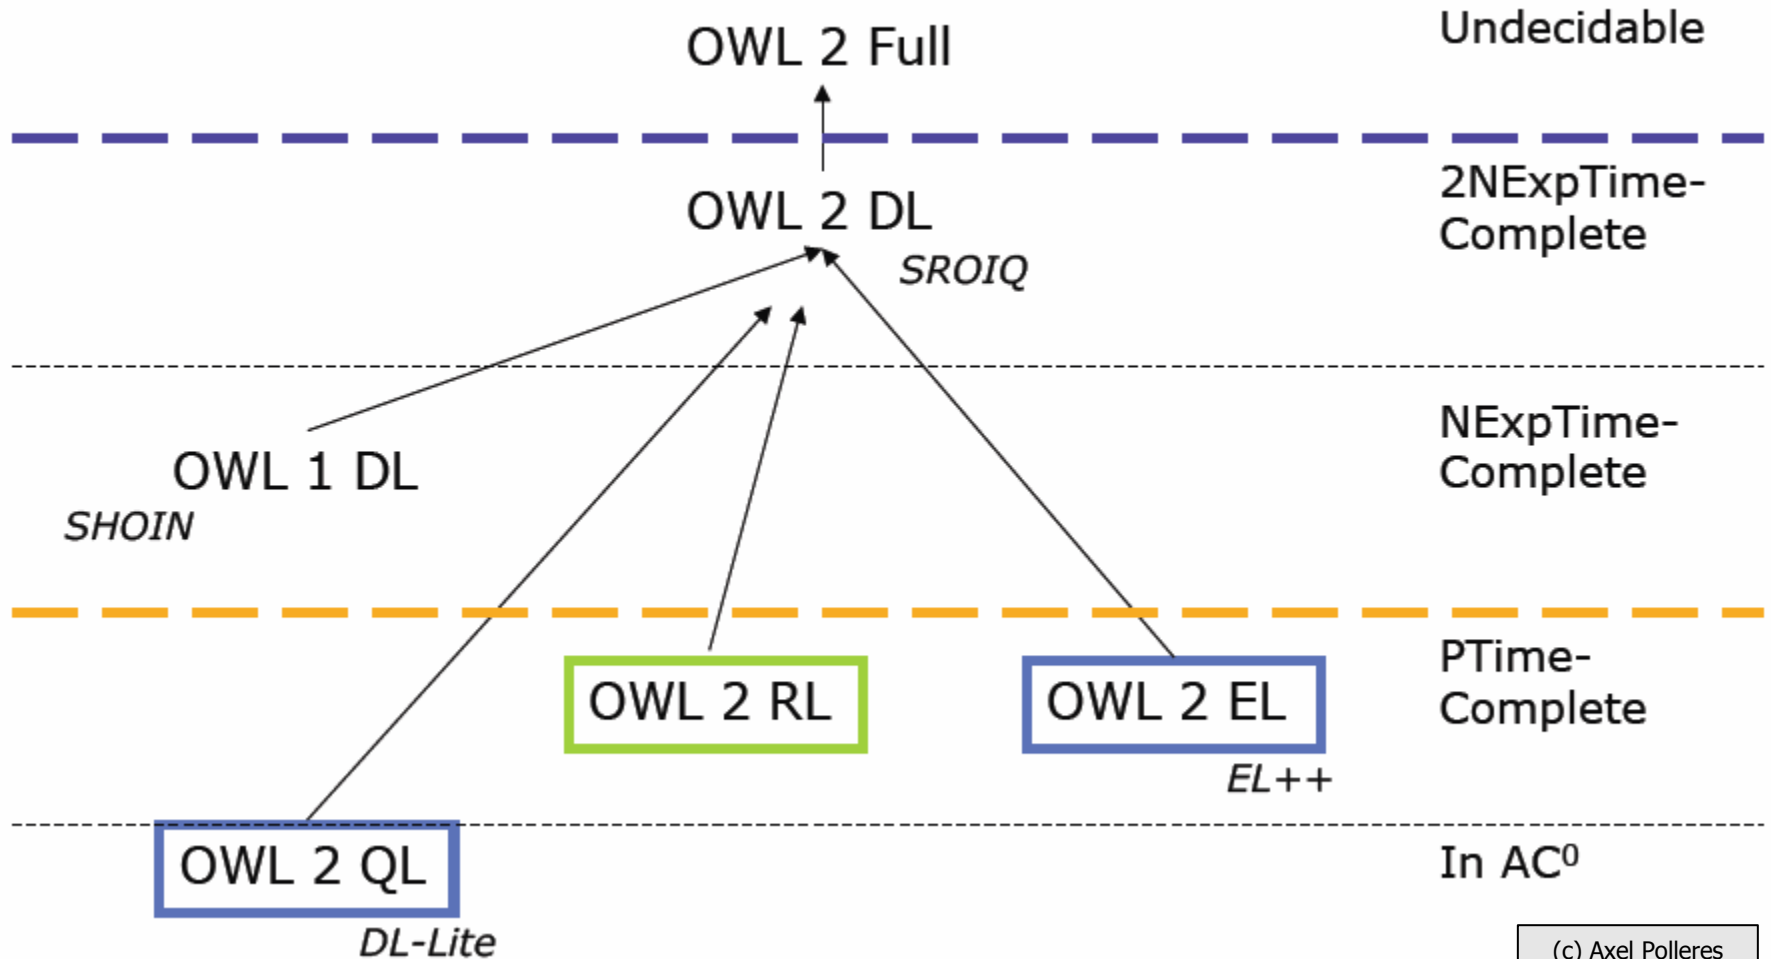 OWL 2 Full
Undecidable
2NExpTime-
Complete
OWL 2 DL
SROIQ
NExpTime-
Complete
OWL 1 DL
SHOIN
PTime-
Complete
OWL 2 RL
OWL 2 EL
EL++
OWL 2 QL
In AC⁰
DL-Lite
(c) Axel Polleres